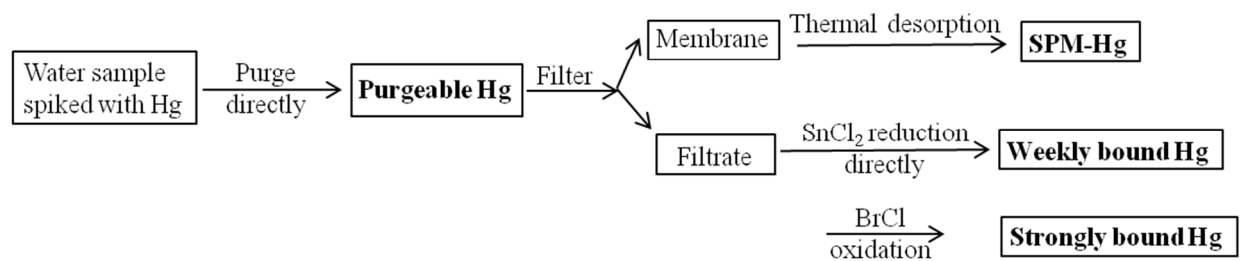 Water sample
spiked with Hg
Purge
directly
Purgeable Hg
Filter
Membrane
Thermal desorption
SPM-Hg
Filtrate
SnCl₂ reduction
directly
Weekly bound Hg
BrCl
oxidation
Strongly bound Hg